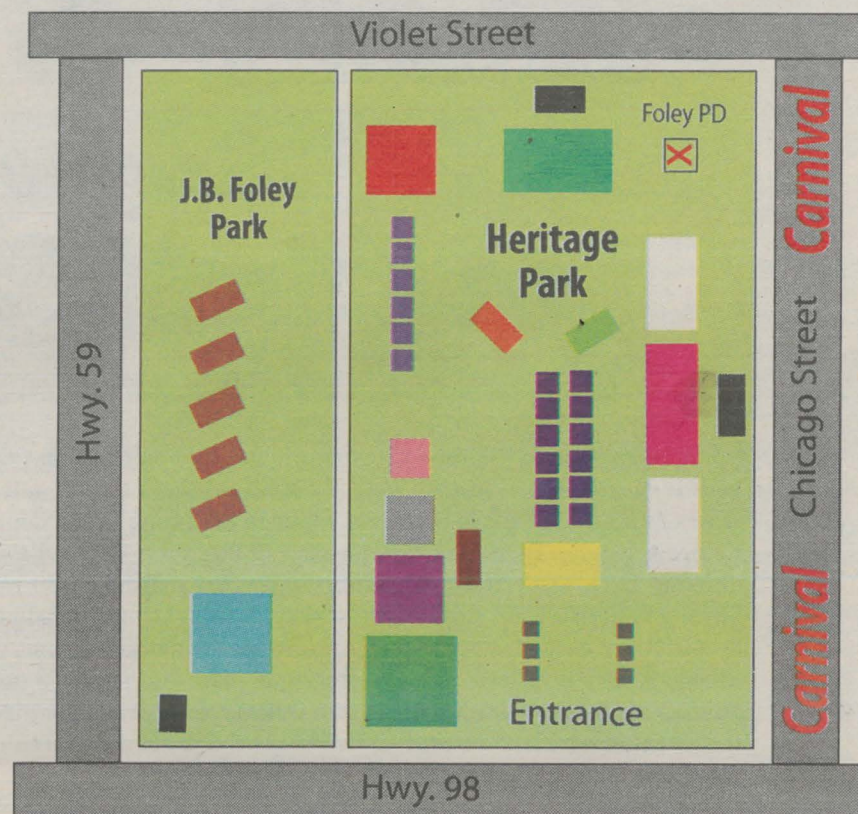 Violet Street
Foley PD
X
Carnival
J.B. Foley
Park
Heritage
Park
Hwy. 59
Chicago Street
Carnival
Entrance
Hwy. 98